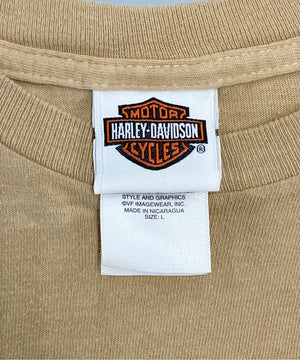 MOTOR
HARLEY-DAVIDSON
CYCLES
®
STYLE AND GRAPHICS
©VF IMAGEWEAR, INC.
MADE IN NICARAGUA
SIZE: L